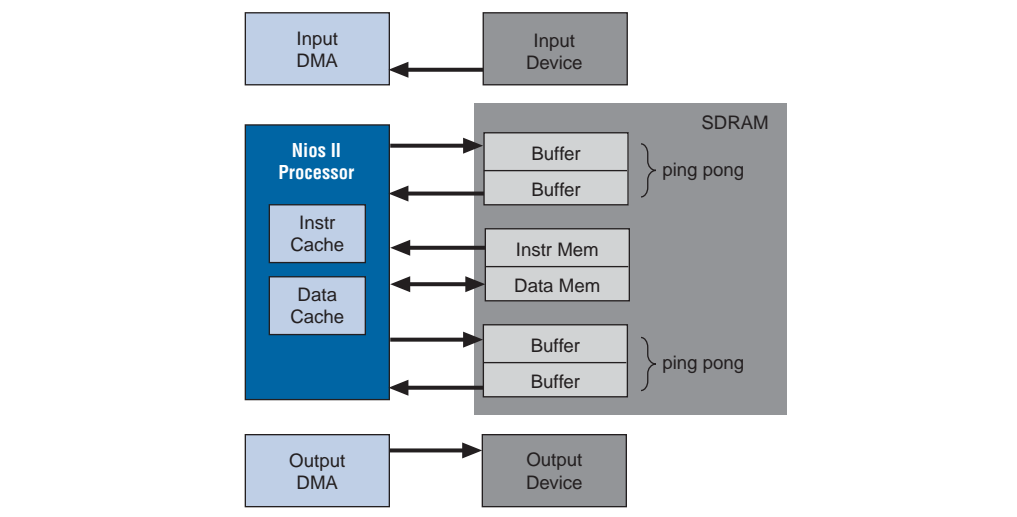 Input
DMA
Input
Device
SDRAM
Nios II
Processor
Buffer
Buffer
ping pong
Instr
Cache
Instr Mem
Data Mem
Data
Cache
Buffer
Buffer
ping pong
Output
DMA
Output
Device